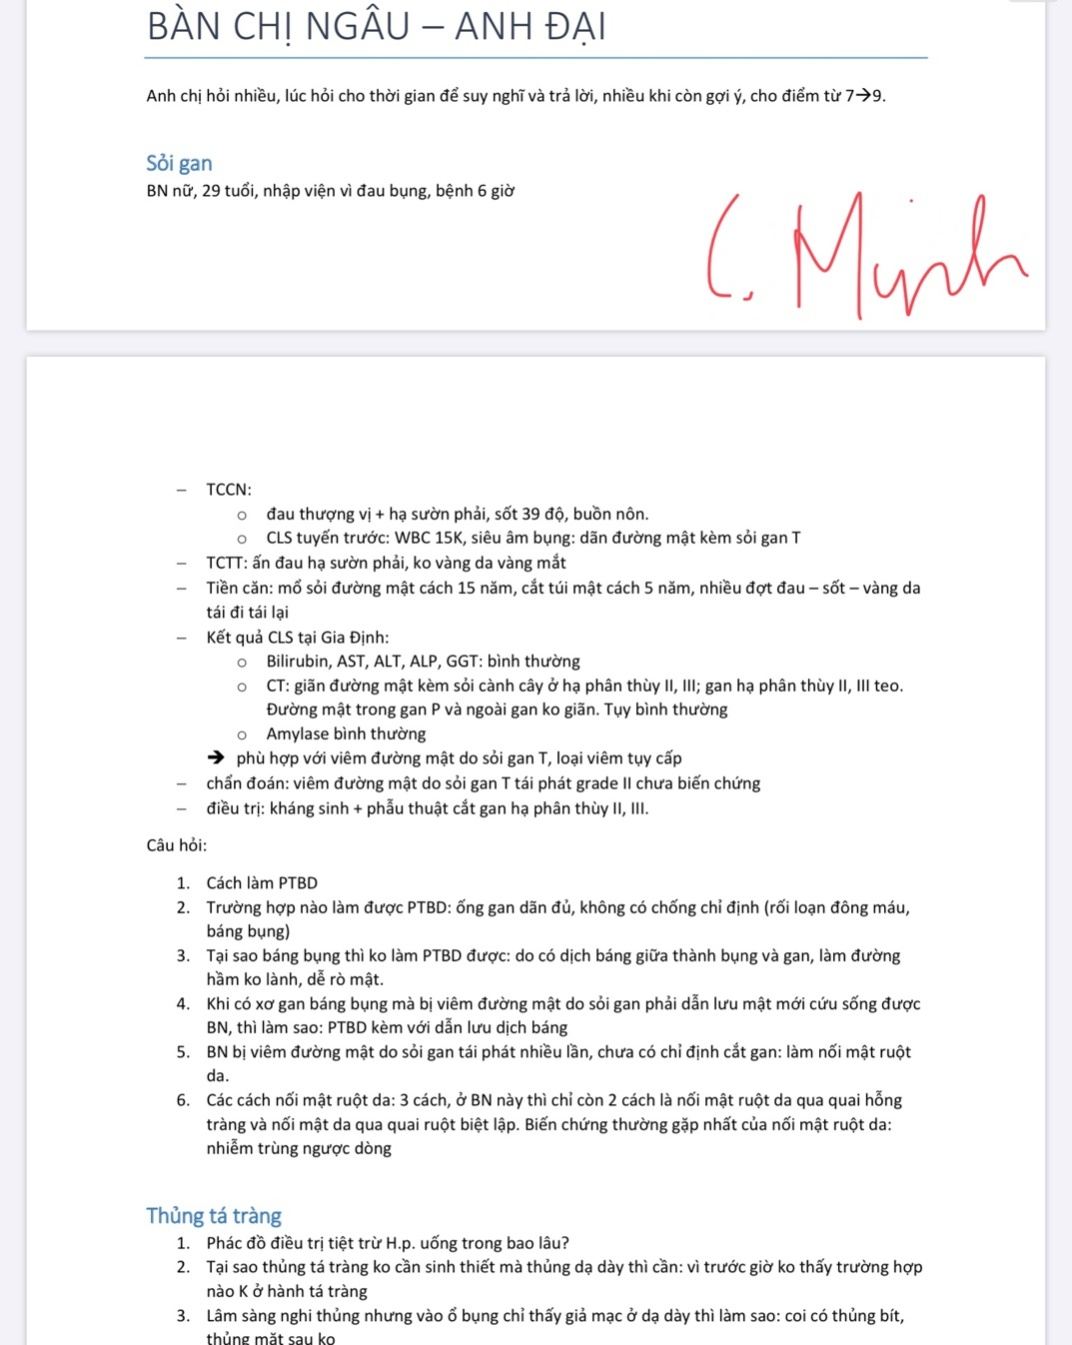 BÀN CHỊ NGÂU – ANH ĐẠI
Anh chị hỏi nhiều, lúc hỏi cho thời gian để suy nghĩ và trả lời, nhiều khi còn gợi ý, cho điểm từ 7→9.
Sỏi gan
BN nữ, 29 tuổi, nhập viện vì đau bụng, bệnh 6 giờ
C. Minh
– TCCN:
o đau thượng vị + hạ sườn phải, sốt 39 độ, buồn nôn.
o CLS tuyến trước: WBC 15K, siêu âm bụng: dãn đường mật kèm sỏi gan T
– TCTT: ấn đau hạ sườn phải, ko vàng da vàng mắt
– Tiền căn: mổ sỏi đường mật cách 15 năm, cắt túi mật cách 5 năm, nhiều đợt đau – sốt – vàng da
tái đi tái lại
– Kết quả CLS tại Gia Định:
o Bilirubin, AST, ALT, ALP, GGT: bình thường
o CT: giãn đường mật kèm sỏi cành cây ở hạ phân thùy II, III; gan hạ phân thùy II, III teo.
Đường mật trong gan P và ngoài gan ko giãn. Tụy bình thường
o Amylase bình thường
→ phù hợp với viêm đường mật do sỏi gan T, loại viêm tụy cấp
– chẩn đoán: viêm đường mật do sỏi gan T tái phát grade II chưa biến chứng
– điều trị: kháng sinh + phẫu thuật cắt gan hạ phân thùy II, III.
Câu hỏi:
1. Cách làm PTBD
2. Trường hợp nào làm được PTBD: ống gan dãn đủ, không có chống chỉ định (rối loạn đông máu,
báng bụng)
3. Tại sao báng bụng thì ko làm PTBD được: do có dịch báng giữa thành bụng và gan, làm đường
hầm ko lành, dễ rò mật.
4. Khi có xơ gan báng bụng mà bị viêm đường mật do sỏi gan phải dẫn lưu mật mới cứu sống được
BN, thì làm sao: PTBD kèm với dẫn lưu dịch báng
5. BN bị viêm đường mật do sỏi gan tái phát nhiều lần, chưa có chỉ định cắt gan: làm nối mật ruột
da.
6. Các cách nối mật ruột da: 3 cách, ở BN này thì chỉ còn 2 cách là nối mật ruột da qua quai hỗng
tràng và nối mật da qua quai ruột biệt lập. Biến chứng thường gặp nhất của nối mật ruột da:
nhiễm trùng ngược dòng
Thủng tá tràng
1. Phác đồ điều trị tiệt trừ H.p. uống trong bao lâu?
2. Tại sao thủng tá tràng ko cần sinh thiết mà thủng dạ dày thì cần: vì trước giờ ko thấy trường hợp
nào K ở hành tá tràng
3. Lâm sàng nghi thủng nhưng vào ổ bụng chỉ thấy giả mạc ở dạ dày thì làm sao: coi có thủng bít,
thủng mặt sau ko